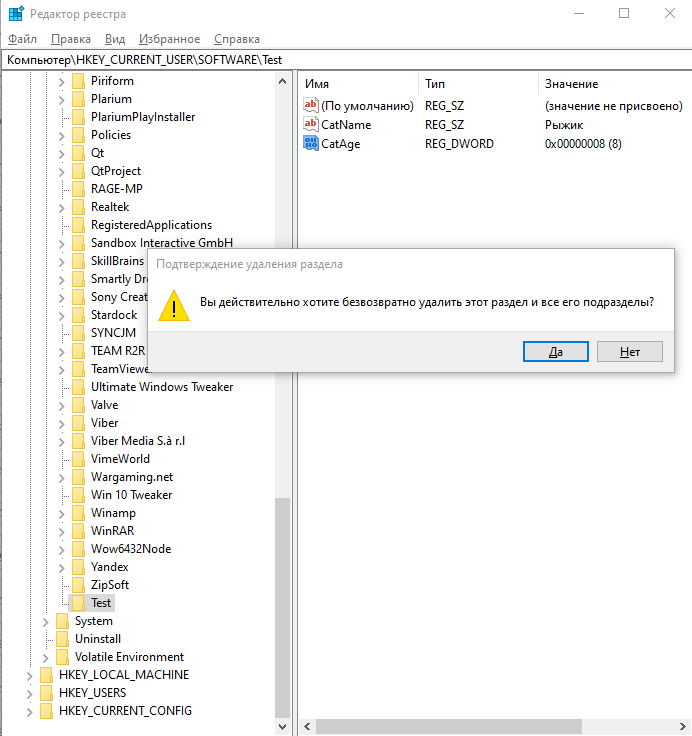 Редактор реестра
Файл Правка Вид Избранное Справка
Компьютер\HKEY_CURRENT_USER\SOFTWARE\Test
Piriform
Plarium
PlariumPlayInstaller
Policies
Qt
QtProject
RAGE-MP
Realtek
RegisteredApplications
Sandbox Interactive GmbH
SkillBrains
Smartly Dr
Sony Creat
Stardock
SYNCJM
TEAM R2R
TeamViewe
Ultimate Windows Tweaker
Valve
Viber
Viber Media S.à r.l
VimeWorld
Wargaming.net
Win 10 Tweaker
Winamp
WinRAR
Wow6432Node
Yandex
ZipSoft
Test
System
Uninstall
Volatile Environment
HKEY_LOCAL_MACHINE
HKEY_USERS
HKEY_CURRENT_CONFIG
Имя Тип Значение
(По умолчанию) REG_SZ (значение не присвоено)
CatName REG_SZ Рыжик
CatAge REG_DWORD 0x00000008 (8)
Подтверждение удаления раздела
Вы действительно хотите безвозвратно удалить этот раздел и все его подразделы?
Да Нет